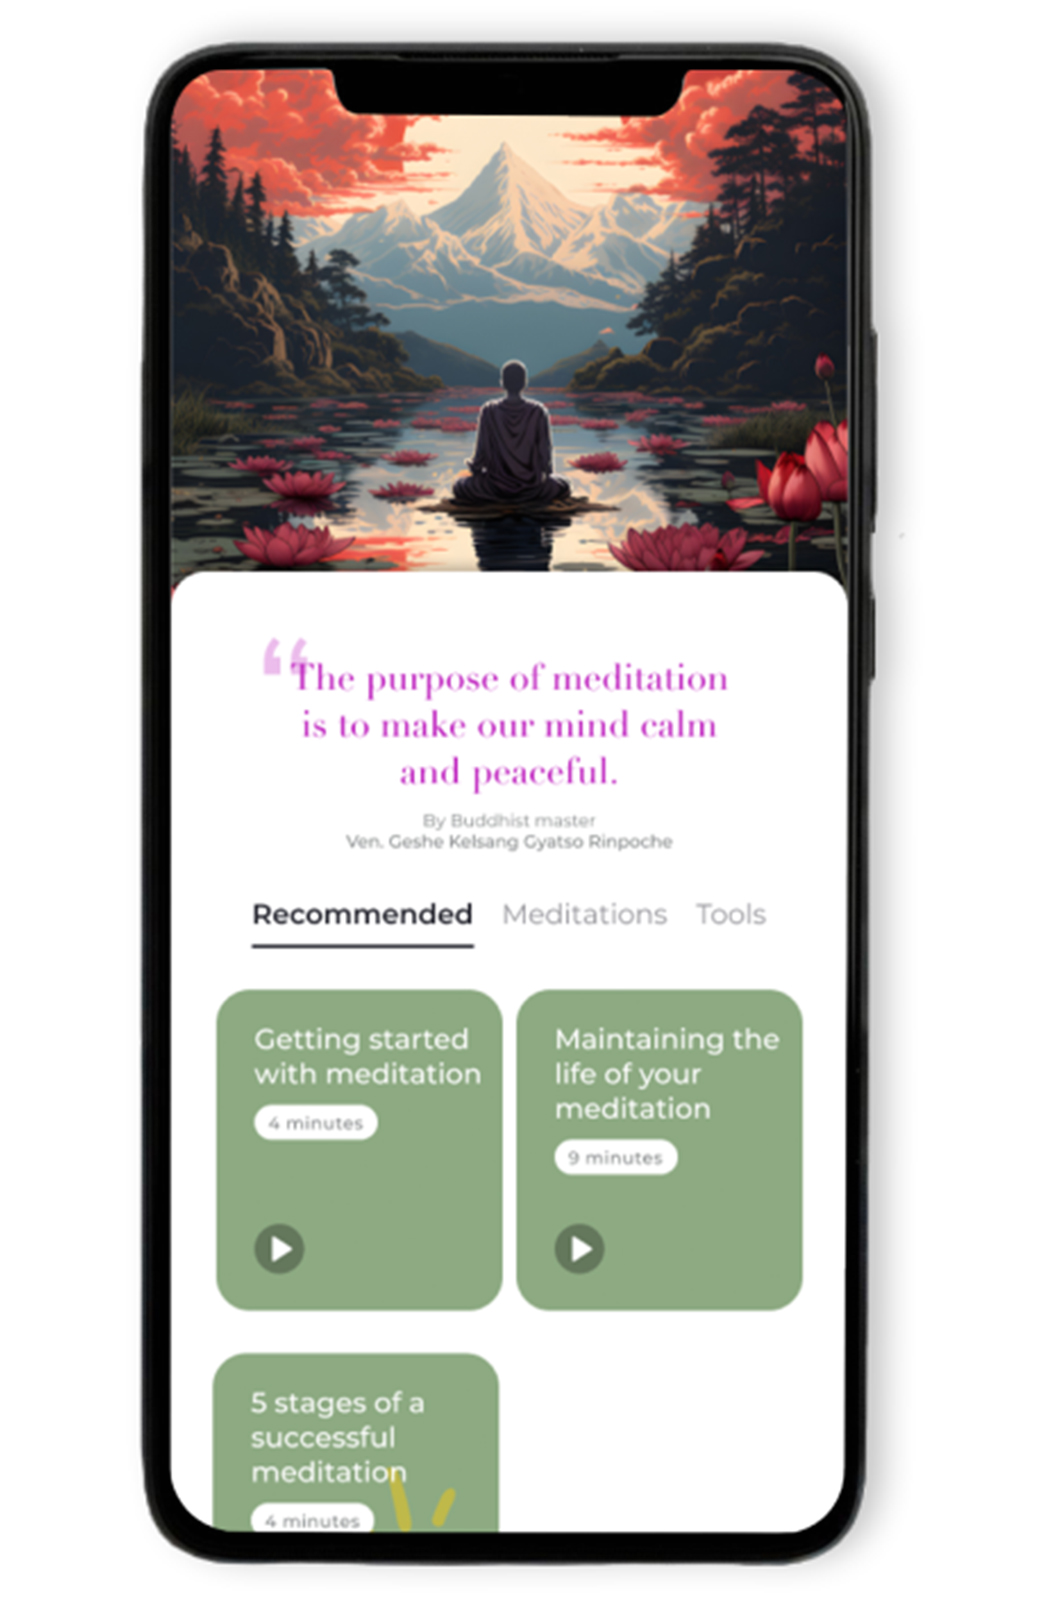 “The purpose of meditation
is to make our mind calm
and peaceful.
By Buddhist master
Ven. Geshe Kelsang Gyatso Rinpoche
Recommended Meditations Tools
Getting started
with meditation
4 minutes
Maintaining the
life of your
meditation
9 minutes
5 stages of a
successful
meditation
4 minutes